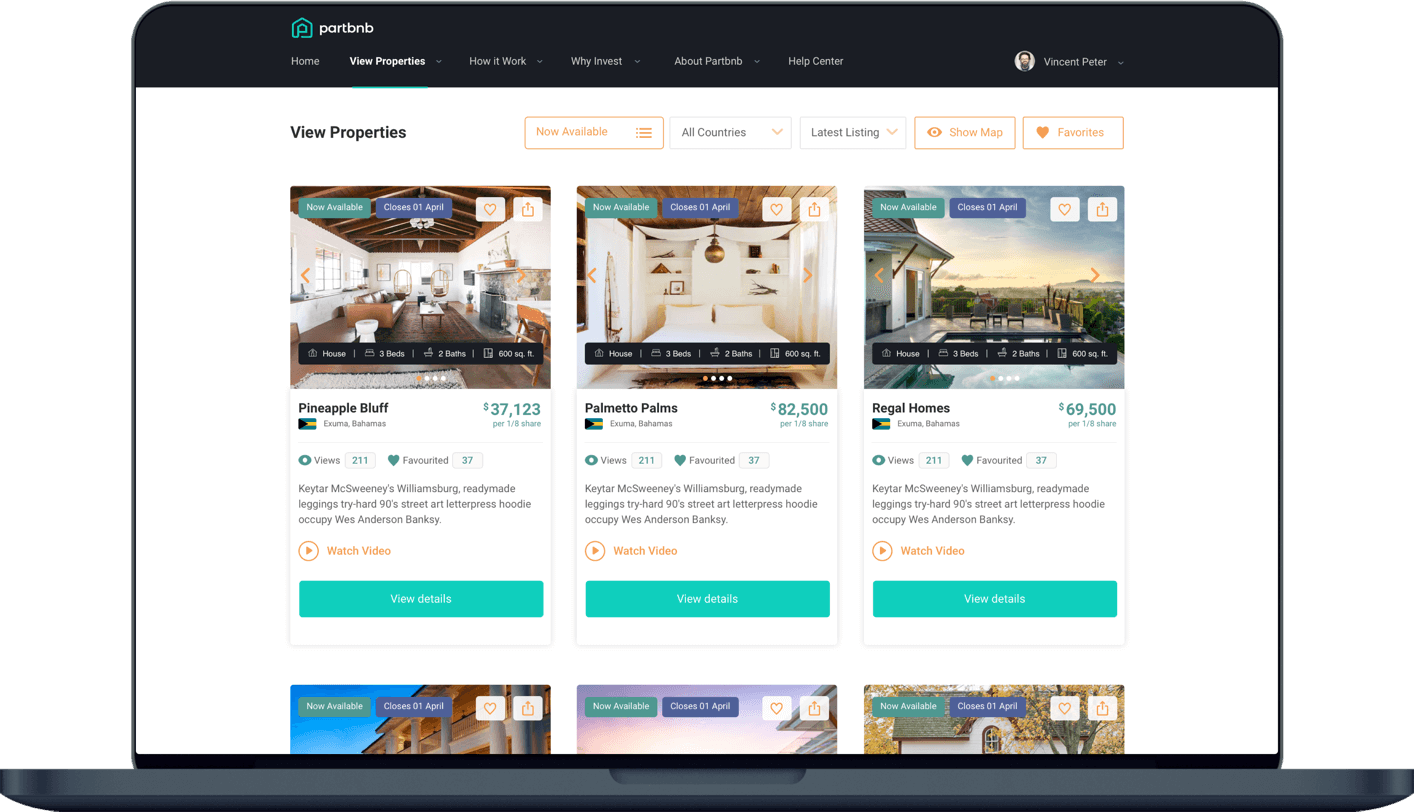 partbnb
Home View Properties How it Work Why Invest About Partbnb Help Center Vincent Peter
View Properties Now Available All Countries Latest Listing Show Map Favorites
Now Available Closes 01 April Now Available Closes 01 April Now Available Closes 01 April
House | 3 Beds | 2 Baths | 600 sq. ft. House | 3 Beds | 2 Baths | 600 sq. ft. House | 3 Beds | 2 Baths | 600 sq. ft.
Pineapple Bluff $37,123 Palmetto Palms $82,500 Regal Homes $69,500
Exuma, Bahamas per 1/8 share Exuma, Bahamas per 1/8 share Exuma, Bahamas per 1/8 share
Views 211 Favourited 37 Views 211 Favourited 37 Views 211 Favourited 37
Keytar McSweeney's Williamsburg, readymade Keytar McSweeney's Williamsburg, readymade Keytar McSweeney's Williamsburg, readymade
leggings try-hard 90's street art letterpress hoodie leggings try-hard 90's street art letterpress hoodie leggings try-hard 90's street art letterpress hoodie
occupy Wes Anderson Banksy. occupy Wes Anderson Banksy. occupy Wes Anderson Banksy.
Watch Video Watch Video Watch Video
View details View details View details
Now Available Closes 01 April Now Available Closes 01 April Now Available Closes 01 April